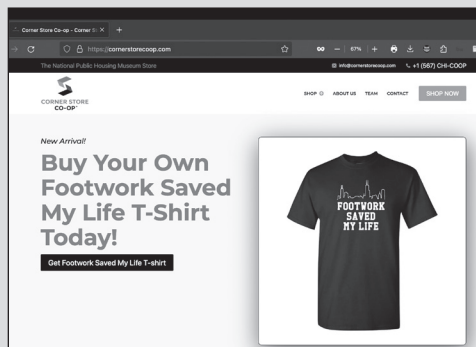 Corner Store Co-op - Corner St
https://cornerstorecoop.com
67%
The National Public Housing Museum Store
info@cornerstorecoop.com
+1 (567) CHI-COOP
CORNER STORE
CO-OP
SHOP
ABOUT US
TEAM
CONTACT
SHOP NOW
New Arrival!
Buy Your Own
Footwork Saved
My Life T-Shirt
Today!
Get Footwork Saved My Life T-shirt
FOOTWORK
SAVED
MY LIFE